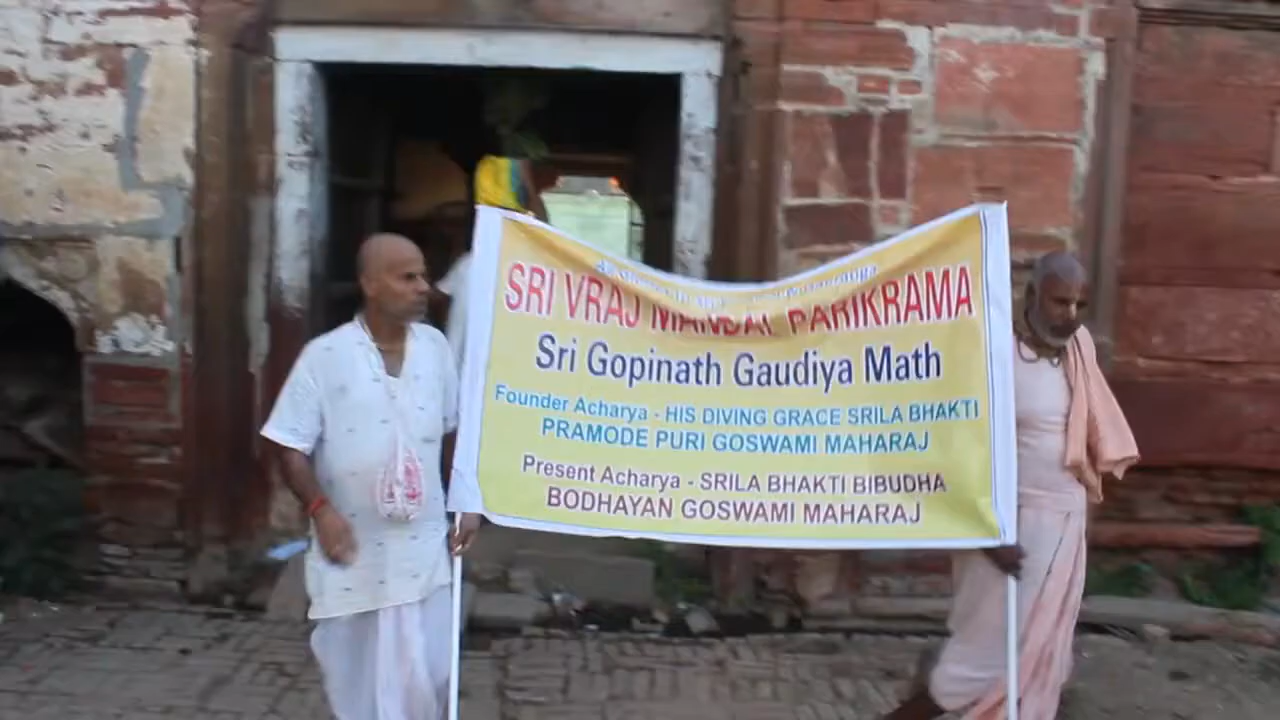 SRI VRAJ MANDAL PARIKRAMA
Sri Gopinath Gaudiya Math
Founder Acharya - HIS DIVING GRACE SRILA BHAKTI
PRAMODE PURI GOSWAMI MAHARAJ
Present Acharya - SRILA BHAKTI BIBUDHA
BODHAYAN GOSWAMI MAHARAJ